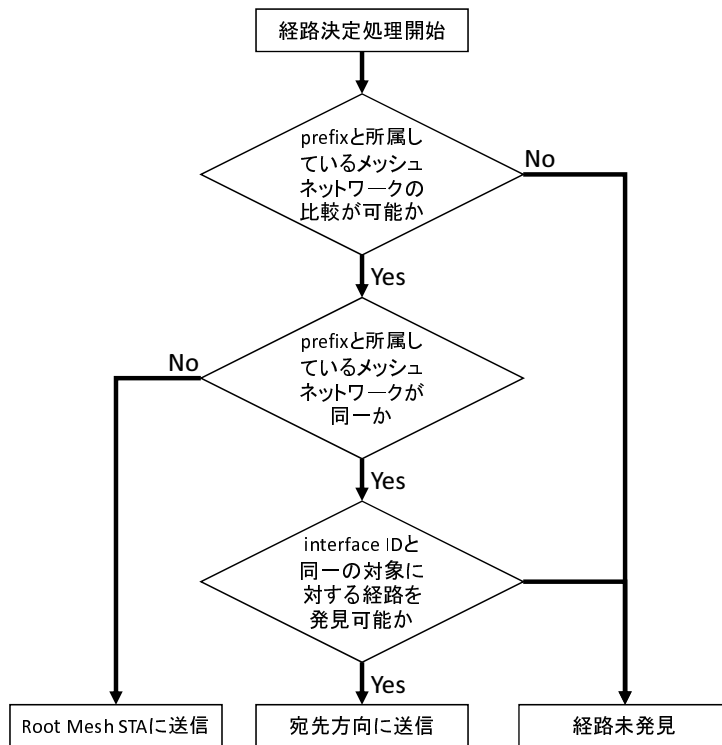 経路決定処理開始
prefixと所属し
ているメッシュ
ネットワークの
比較が可能か
No
Yes
prefixと所属し
ているメッシュ
ネットワークが
同一か
No
Yes
interface IDと
同一の対象に
対する経路を
発見可能か
Yes
Root Mesh STAに送信
宛先方向に送信
経路未発見